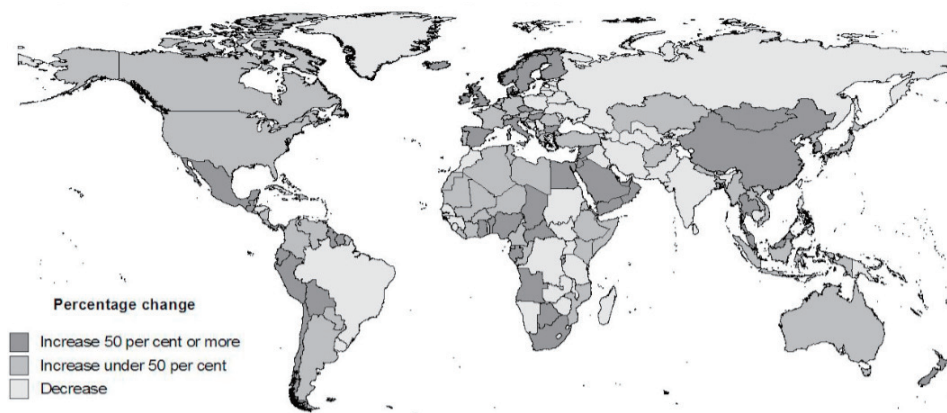 Percentage change
Increase 50 per cent or more
Increase under 50 per cent
Decrease